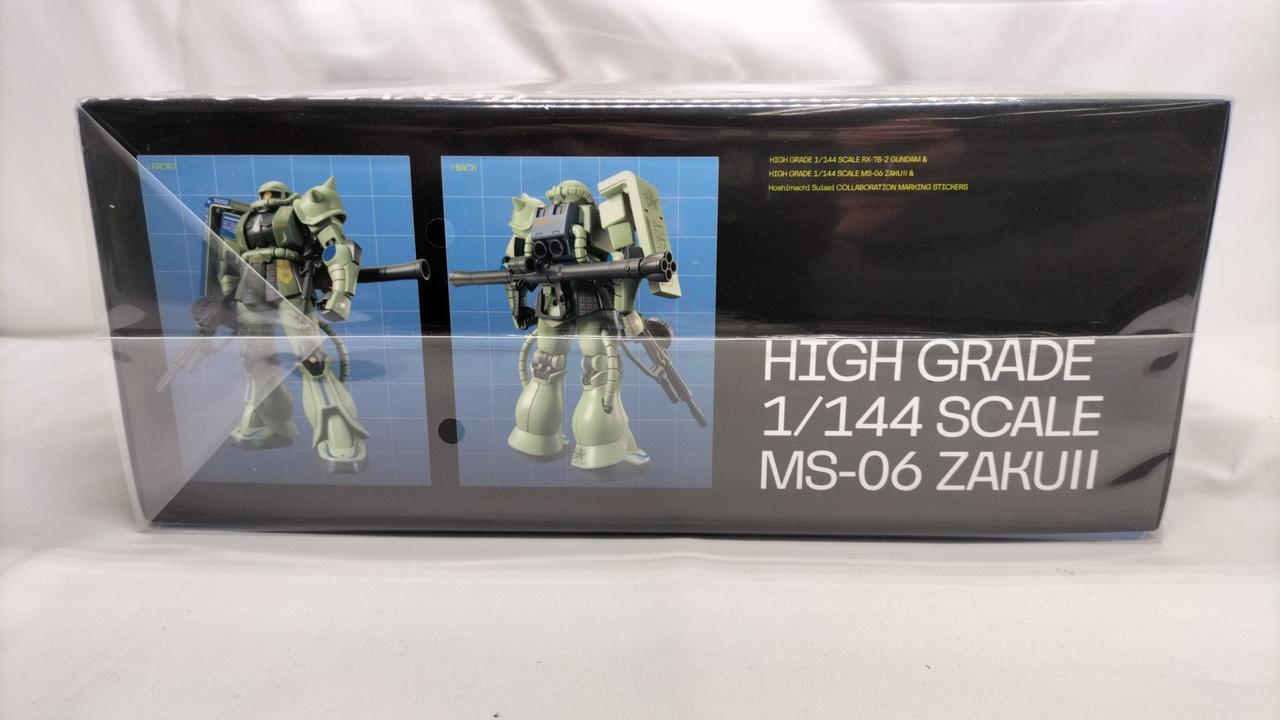 > FRONT
> BACK
HIGH GRADE 1/144 SCALE RX-78-2 GUNDAM &
HIGH GRADE 1/144 SCALE MS-06 ZAKUII &
Hoshimachi Suisei COLLABORATION MARKING STICKERS
HIGH GRADE
1/144 SCALE
MS-06 ZAKUII